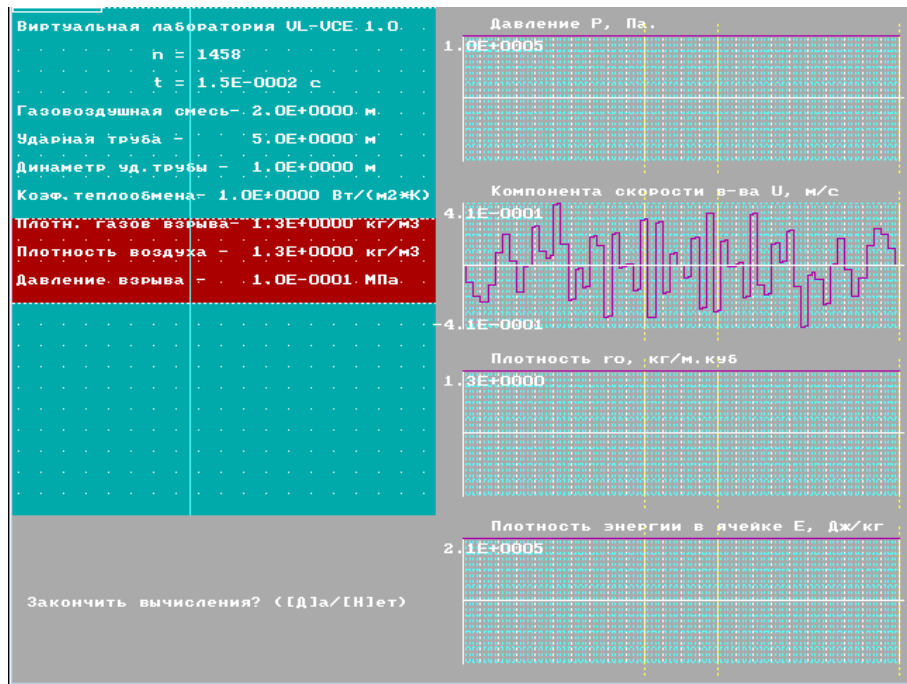 Виртуальная лаборатория VL-VCE 1.0
n = 1458
t = 1.5E-0002 с
Газовоздушная смесь- 2.0E+0000 м
Ударная труба - 5.0E+0000 м
Динаметр уд.трубы - 1.0E+0000 м
Коэф.теплообмена- 1.0E+0000 Вт/(м2*К)
Плотн. газов взрыва- 1.3E+0000 кг/м3
Плотность воздуха - 1.3E+0000 кг/м3
Давление взрыва - 1.0E-0001 МПа
Закончить вычисления? ([Д]а/[Н]ет)
Давление P, Па.
1.0E+0005
Компонента скорости в-ва U, м/с
4.1E-0001
-4.1E-0001
Плотность го, кг/м.куб
1.3E+0000
Плотность энергии в ячейке E, Дж/кг
2.1E+0005